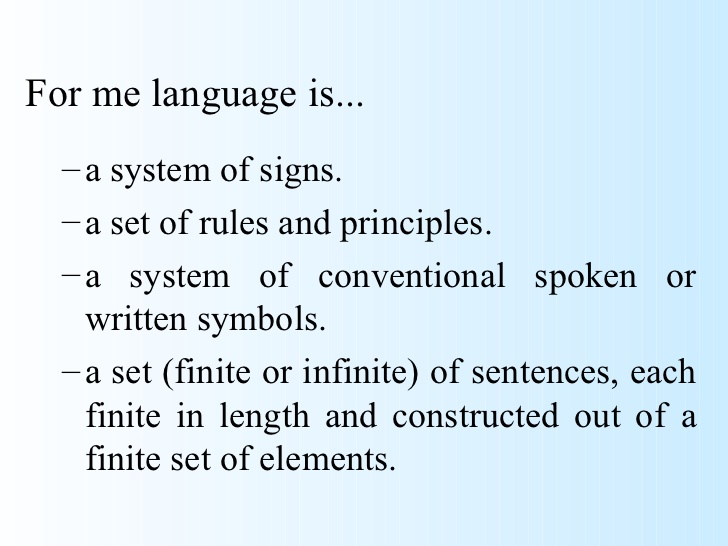 For me language is...
– a system of signs.
– a set of rules and principles.
– a system of conventional spoken or
written symbols.
– a set (finite or infinite) of sentences, each
finite in length and constructed out of a
finite set of elements.